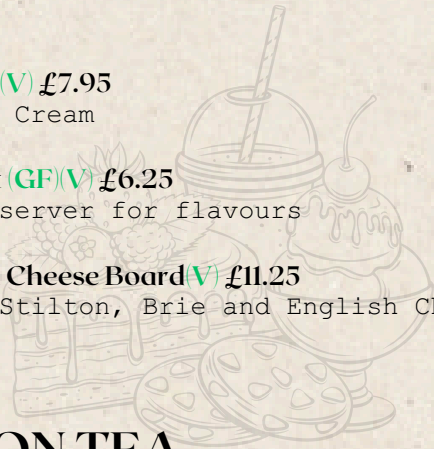 (V) £7.95
Cream
(GF)(V) £6.25
server for flavours
Cheese Board(V) £11.25
Stilton, Brie and English
ON TEA